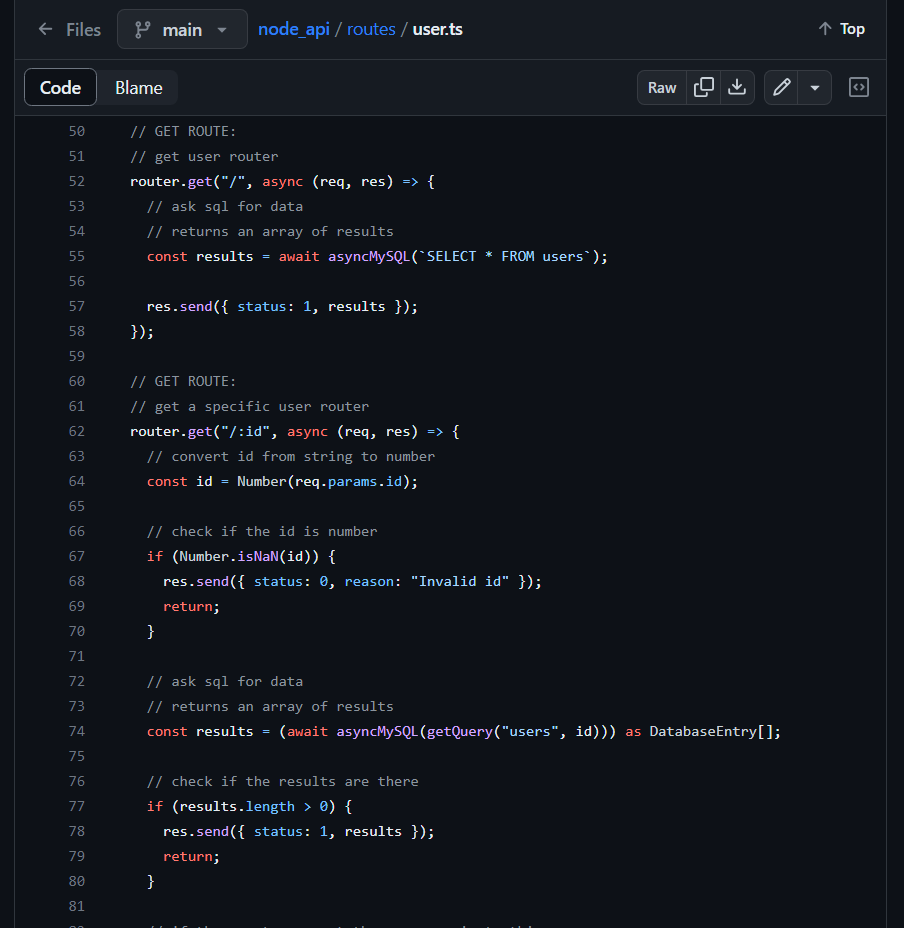 Files main node_api / routes / user.ts Top
Code Blame Raw
50 // GET ROUTE:
51 // get user router
52 router.get("/", async (req, res) => {
53 // ask sql for data
54 // returns an array of results
55 const results = await asyncMySQL(`SELECT * FROM users`);
56
57 res.send({ status: 1, results });
58 });
59
60 // GET ROUTE:
61 // get a specific user router
62 router.get("/:id", async (req, res) => {
63 // convert id from string to number
64 const id = Number(req.params.id);
65
66 // check if the id is number
67 if (Number.isNaN(id)) {
68 res.send({ status: 0, reason: "Invalid id" });
69 return;
70 }
71
72 // ask sql for data
73 // returns an array of results
74 const results = (await asyncMySQL(getQuery("users", id))) as DatabaseEntry[];
75
76 // check if the results are there
77 if (results.length > 0) {
78 res.send({ status: 1, results });
79 return;
80 }
81